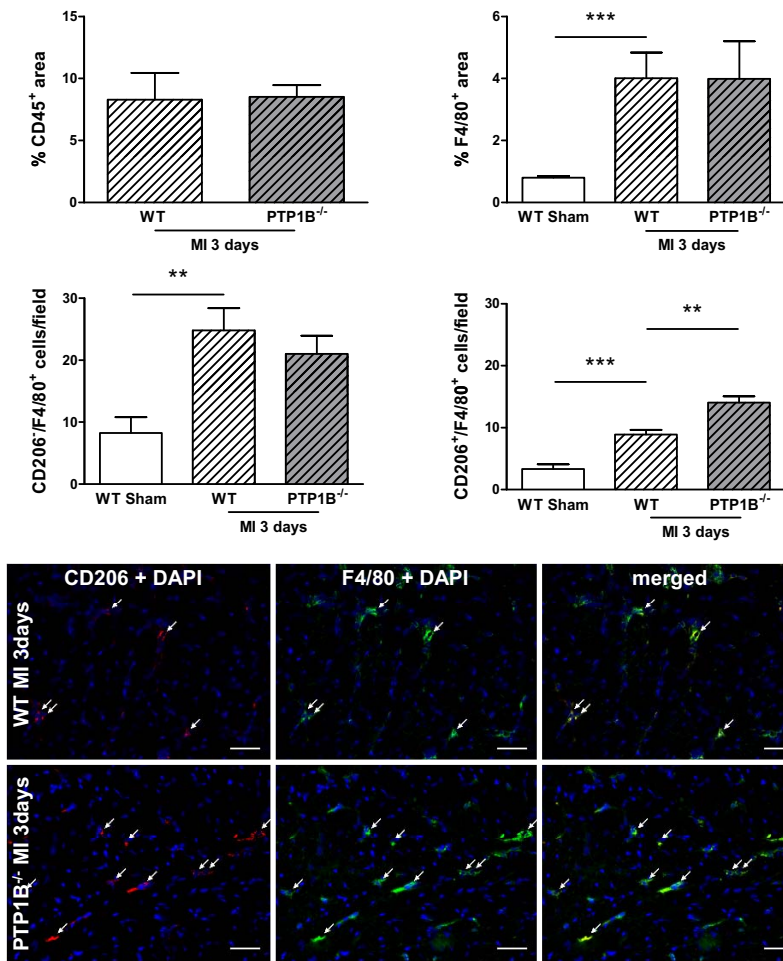 % CD45⁺ area
15
10
5
0
WT PTP1B⁻/⁻
MI 3 days
% F4/80⁺ area
6
4
2
0
***
WT Sham WT PTP1B⁻/⁻
MI 3 days
CD206⁻/F4/80⁺ cells/field
30
20
10
0
**
WT Sham WT PTP1B⁻/⁻
MI 3 days
CD206⁺/F4/80⁺ cells/field
30
20
10
0
***
**
WT Sham WT PTP1B⁻/⁻
MI 3 days
CD206 + DAPI F4/80 + DAPI merged
WT MI 3days
PTP1B⁻/⁻ MI 3days